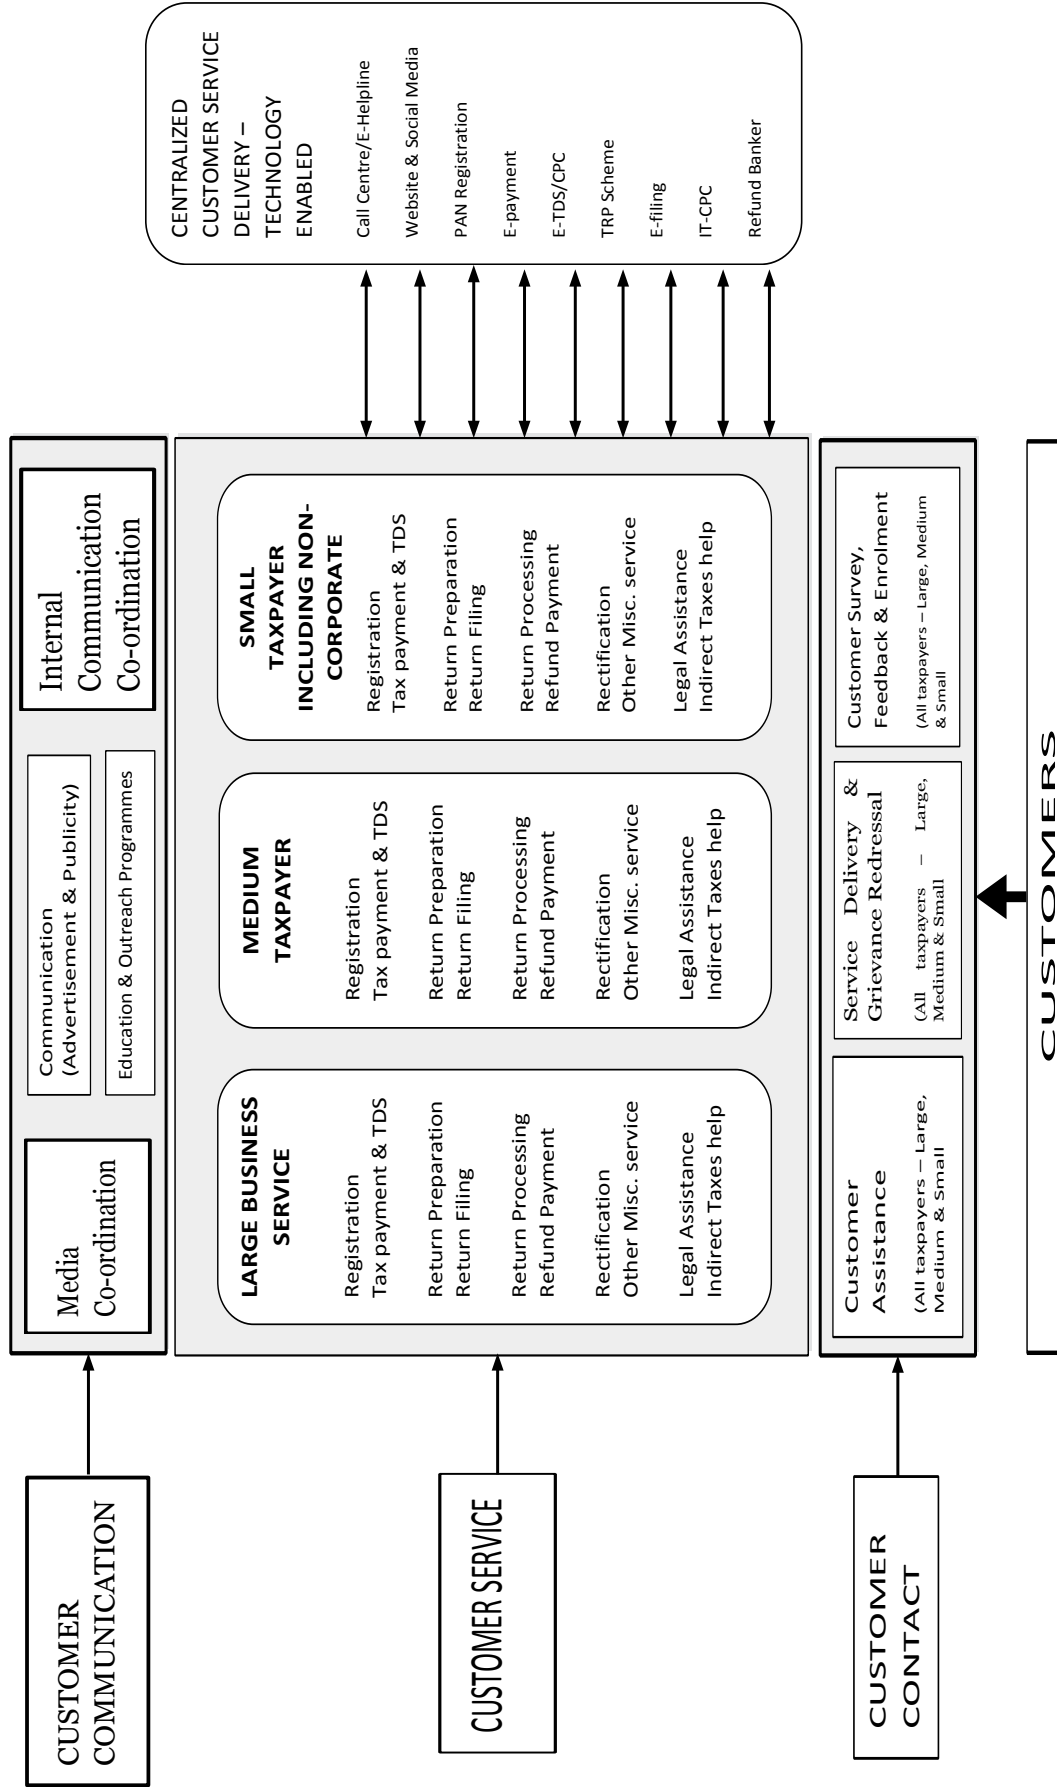 CUSTOMER
COMMUNICATION
Media
Co-ordination
Communication
(Advertisement & Publicity)
Education & Outreach Programmes
Internal
Communication
Co-ordination
CUSTOMER SERVICE
LARGE BUSINESS
SERVICE
Registration
Tax payment & TDS
Return Preparation
Return Filing
Return Processing
Refund Payment
Rectification
Other Misc. service
Legal Assistance
Indirect Taxes help
MEDIUM
TAXPAYER
Registration
Tax payment & TDS
Return Preparation
Return Filing
Return Processing
Refund Payment
Rectification
Other Misc. service
Legal Assistance
Indirect Taxes help
SMALL
TAXPAYER
INCLUDING NON-
CORPORATE
Registration
Tax payment & TDS
Return Preparation
Return Filing
Return Processing
Refund Payment
Rectification
Other Misc. service
Legal Assistance
Indirect Taxes help
CENTRALIZED
CUSTOMER SERVICE
DELIVERY –
TECHNOLOGY
ENABLED
Call Centre/E-Helpline
Website & Social Media
PAN Registration
E-payment
E-TDS/CPC
TRP Scheme
E-filing
IT-CPC
Refund Banker
CUSTOMER
CONTACT
Customer
Assistance
(All taxpayers – Large,
Medium & Small)
Service Delivery &
Grievance Redressal
(All taxpayers – Large,
Medium & Small)
Customer Survey,
Feedback & Enrolment
(All taxpayers – Large, Medium
& Small)
CUSTOMERS